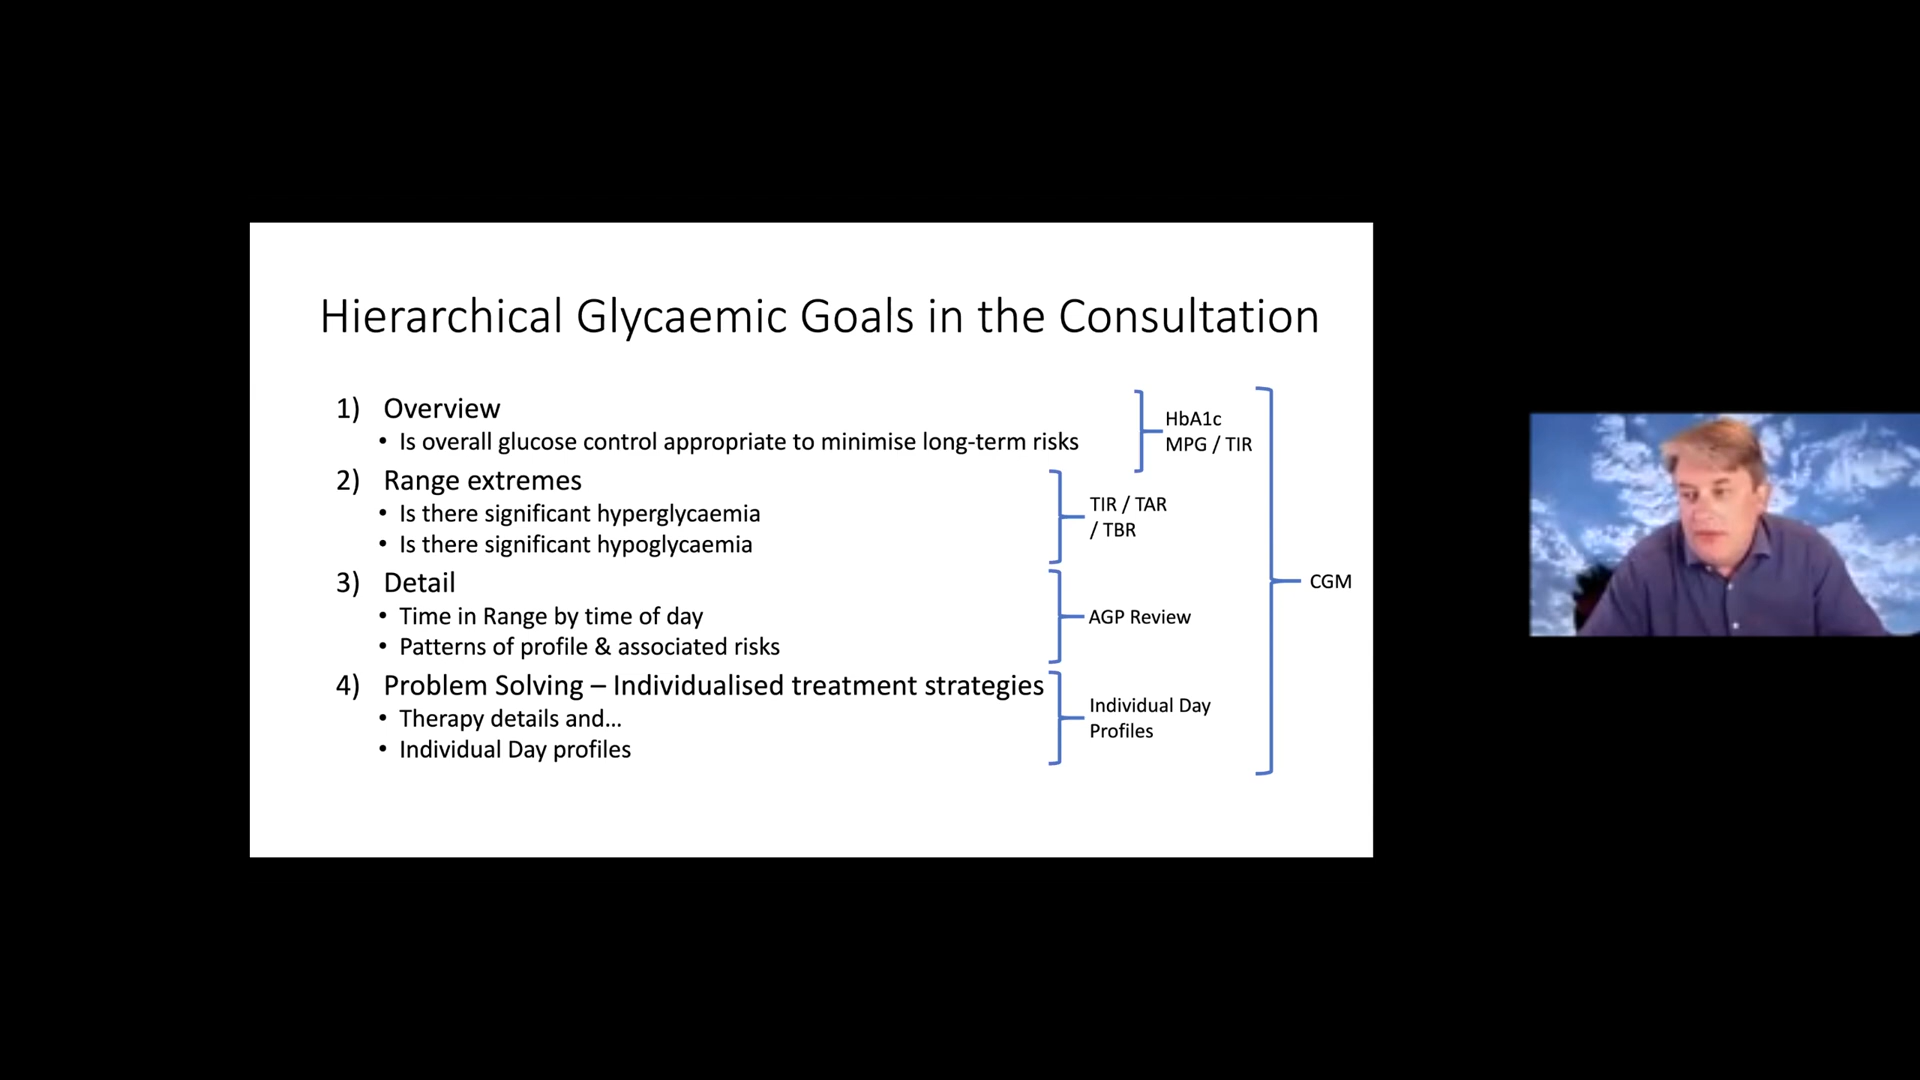 Hierarchical Glycaemic Goals in the Consultation
1) Overview
• Is overall glucose control appropriate to minimise long-term risks
HbA1c
MPG / TIR
2) Range extremes
• Is there significant hyperglycaemia
• Is there significant hypoglycaemia
TIR / TAR
/ TBR
3) Detail
• Time in Range by time of day
• Patterns of profile & associated risks
AGP Review
4) Problem Solving – Individualised treatment strategies
• Therapy details and...
• Individual Day profiles
Individual Day
Profiles
CGM